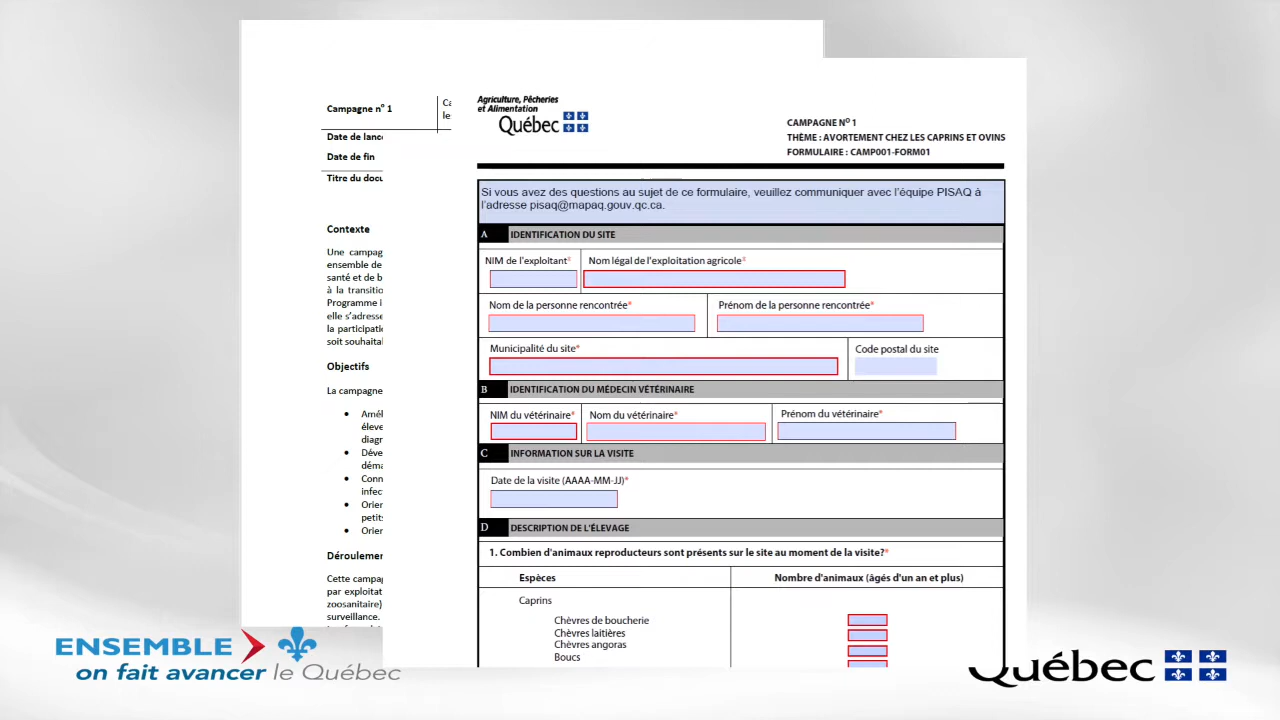 Campagne nº 1
Ca
le
Date de lanc
Date de fin
Titre du docu
Contexte
Une campag
ensemble de
santé et de b
à la transitio
Programme i
elle s'adresse
la participatio
soit souhaital
Objectifs
La campagne
• Amél
éleve
diagn
• Déve
déma
• Conn
infec
• Orien
petits
• Orien
Déroulemer
Cette campag
par exploitat
zoosanitaire)
surveillance.
Agriculture, Pêcheries
et Alimentation
Québec
CAMPAGNE Nº 1
THÈME : AVORTEMENT CHEZ LES CAPRINS ET OVINS
FORMULAIRE : CAMP001-FORM01
Si vous avez des questions au sujet de ce formulaire, veuillez communiquer avec l'équipe PISAQ à
l'adresse pisaq@mapaq.gouv.qc.ca.
A IDENTIFICATION DU SITE
NIM de l'exploitant* Nom légal de l'exploitation agricole*
Nom de la personne rencontrée* Prénom de la personne rencontrée*
Municipalité du site* Code postal du site
B IDENTIFICATION DU MÉDECIN VÉTÉRINAIRE
NIM du vétérinaire* Nom du vétérinaire* Prénom du vétérinaire*
C INFORMATION SUR LA VISITE
Date de la visite (AAAA-MM-JJ)*
D DESCRIPTION DE L'ÉLEVAGE
1. Combien d'animaux reproducteurs sont présents sur le site au moment de la visite?*
Espèces Nombre d'animaux (âgés d'un an et plus)
Caprins
Chèvres de boucherie
Chèvres laitières
Chèvres angoras
Boucs
ENSEMBLE
on fait avancer le Québec
Québec